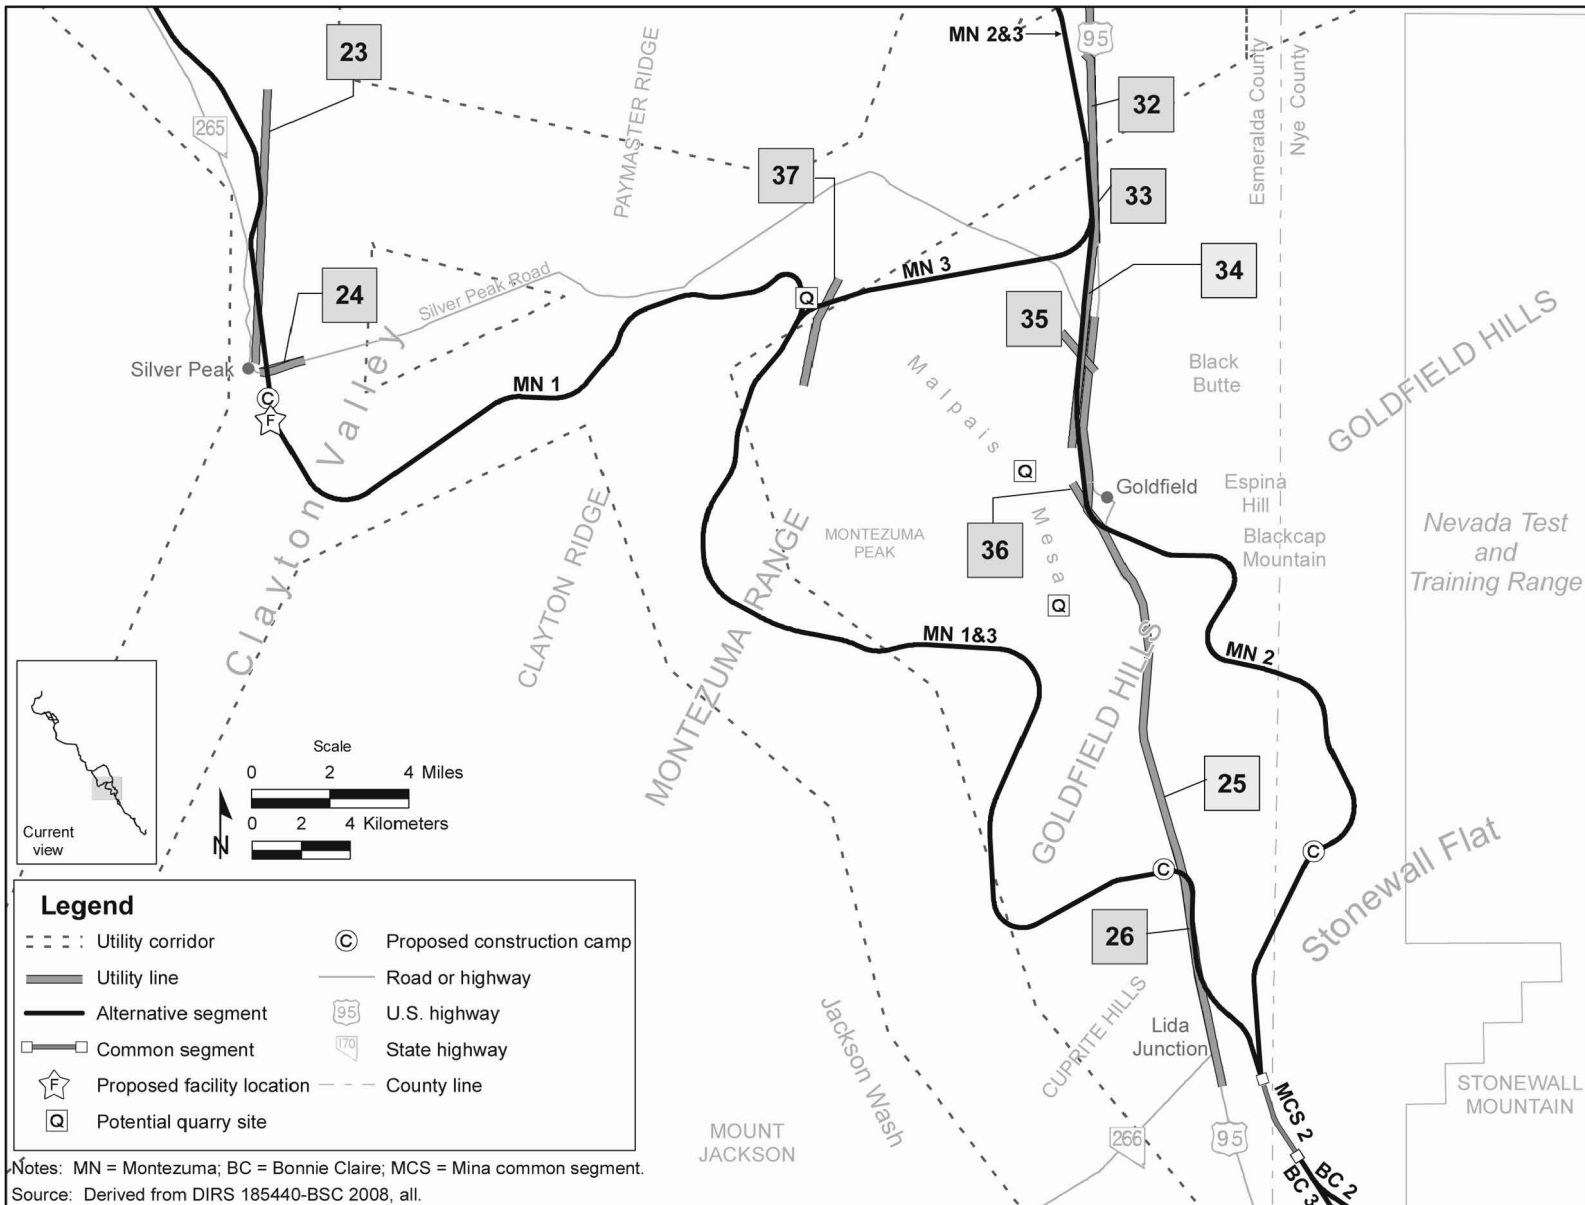 MN 2&3
95
23
32
265
PAYMASTER RIDGE
Esmeralda County
Nye County
37
33
34
MN 3
24
Silver Peak Road
Q
35
Silver Peak
MN 1
C
F
Malpais
Mesa
Black
Butte
GOLDFIELD HILLS
Clayton Valley
Q
Goldfield
Espina
Hill
Blackcap
Mountain
Nevada Test
and
Training Range
36
MONTEZUMA
PEAK
CLAYTON RIDGE
MONTEZUMA RANGE
Q
MN 1&3
MN 2
GOLDFIELD HILLS
25
C
C
Stonewall Flat
26
CUPRITE HILLS
Lida
Junction
Jackson Wash
MOUNT
JACKSON
266
95
MCS 2
BC 2
BC 3
STONEWALL
MOUNTAIN
Current
view
N
Scale
0 2 4 Miles
0 2 4 Kilometers
Legend
Utility corridor
Utility line
Alternative segment
Common segment
F Proposed facility location
Q Potential quarry site
C Proposed construction camp
Road or highway
95 U.S. highway
170 State highway
County line
Notes: MN = Montezuma; BC = Bonnie Claire; MCS = Mina common segment.
Source: Derived from DIRS 185440-BSC 2008, all.